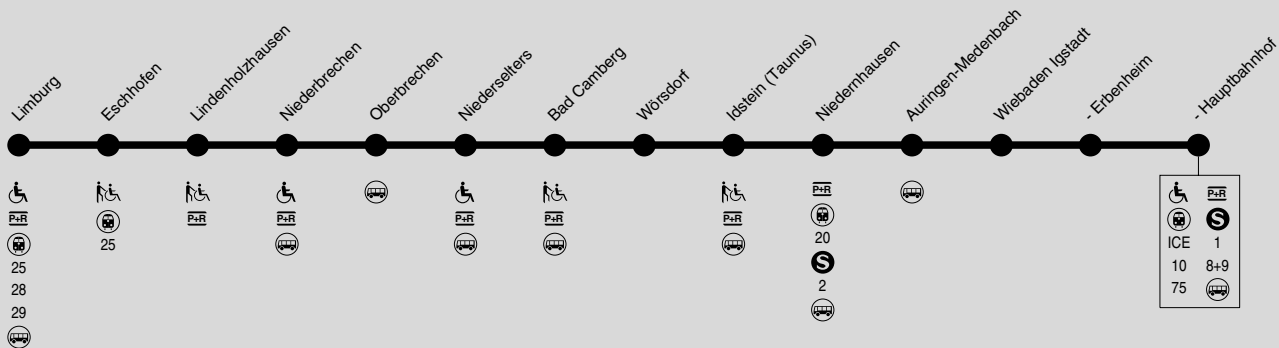 Limburg
Eschhofen
Lindenholzhausen
Niederbrechen
Oberbrechen
Niederselters
Bad Camberg
Wörsdorf
Idstein (Taunus)
Niedernhausen
Auringen-Medenbach
Wiebaden Igstadt
- Erbenheim
- Hauptbahnhof
P+R
25
28
29
25
P+R
P+R
P+R
P+R
P+R
P+R
20
S
2
P+R
S
ICE 1
10 8+9
75